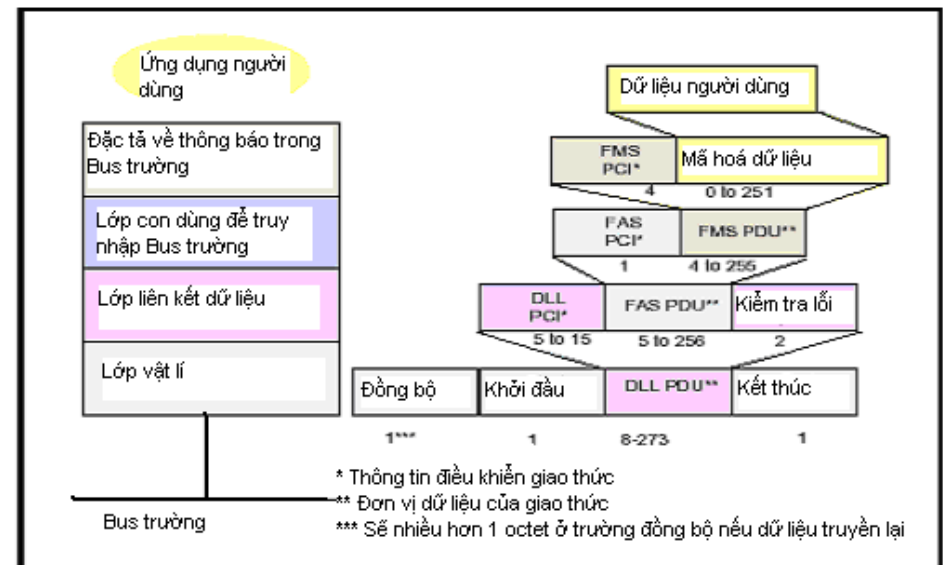 Ứng dụng người
dùng
Đặc tả về thông báo trong
Bus trường
Lớp con dùng để truy
nhập Bus trường
Lớp liên kết dữ liệu
Lớp vật lí
Bus trường
Dữ liệu người dùng
FMS
PCI*
Mã hoá dữ liệu
4
0 to 251
FAS
PCI*
FMS PDU**
1
4 to 255
DLL
PCI*
FAS PDU**
Kiểm tra lỗi
5 to 15
5 to 256
2
Đồng bộ
Khởi đầu
DLL PDU**
Kết thúc
1***
1
8-273
1
* Thông tin điều khiển giao thức
** Đơn vị dữ liệu của giao thức
*** Sẽ nhiều hơn 1 octet ở trường đồng bộ nếu dữ liệu truyền lại